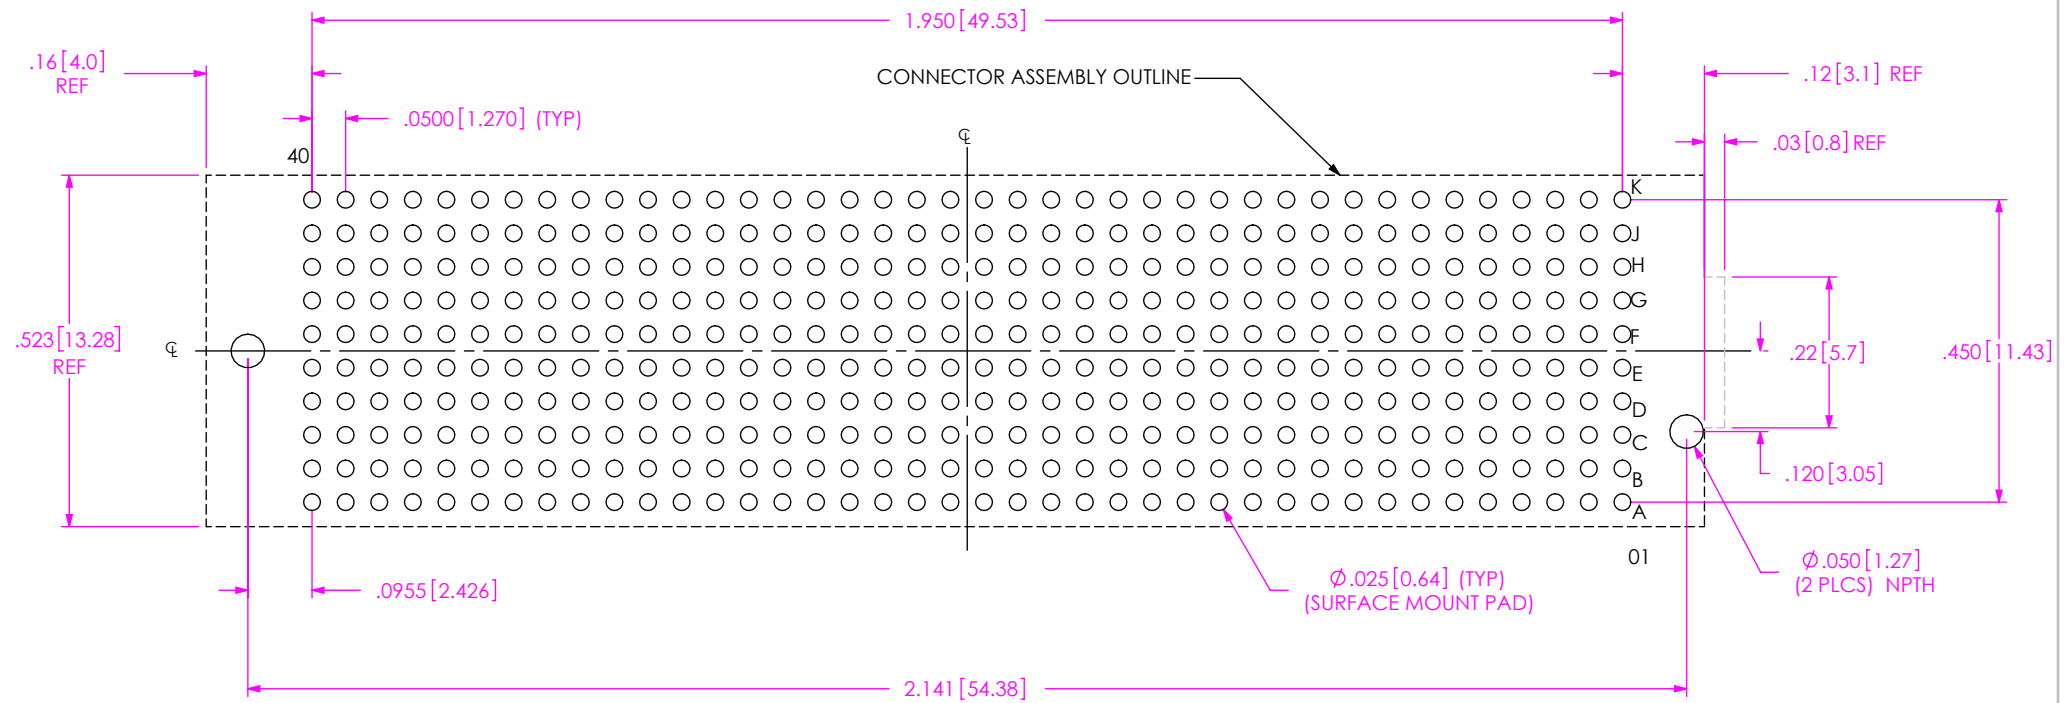 1.950[49.53]
.16[4.0]
REF
CONNECTOR ASSEMBLY OUTLINE
.12[3.1] REF
.0500[1.270] (TYP)
℄
.03[0.8] REF
40
K
J
H
G
F
E
D
C
B
A
.523[13.28]
REF
℄
.22[5.7]
.450[11.43]
.120[3.05]
01
.0955[2.426]
Ø.025[0.64] (TYP)
(SURFACE MOUNT PAD)
Ø.050[1.27]
(2 PLCS) NPTH
2.141[54.38]